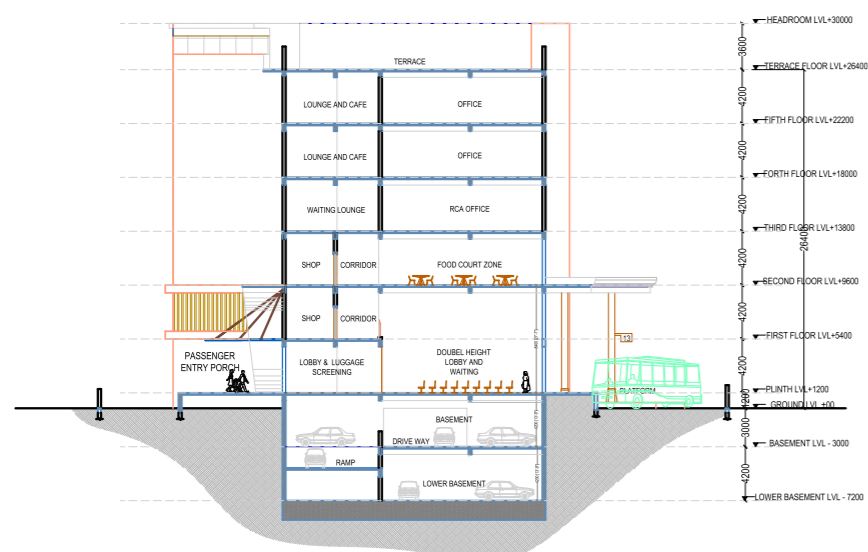 HEADROOM LVL+30000
3600
TERRACE
TERRACE FLOOR LVL+26400
4200
LOUNGE AND CAFE
OFFICE
FIFTH FLOOR LVL+22200
4200
LOUNGE AND CAFE
OFFICE
FORTH FLOOR LVL+18000
4200
WAITING LOUNGE
RCA OFFICE
THIRD FLOOR LVL+13800
26400
4200
SHOP
CORRIDOR
FOOD COURT ZONE
SECOND FLOOR LVL+9600
4200
SHOP
CORRIDOR
13
FIRST FLOOR LVL+5400
PASSENGER
ENTRY PORCH
LOBBY & LUGGAGE
SCREENING
DOUBEL HEIGHT
LOBBY AND
WAITING
4200
PLATFORM
PLINTH LVL+1200
1200
GROUND LVL +00
BASEMENT
3000
DRIVE WAY
BASEMENT LVL - 3000
RAMP
4200
LOWER BASEMENT
LOWER BASEMENT LVL - 7200